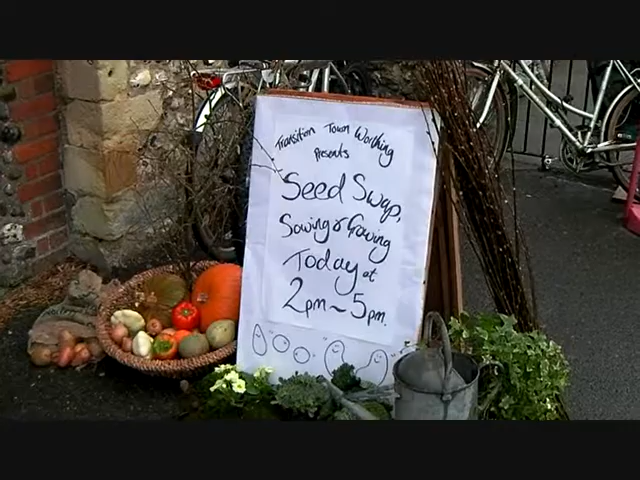 Transition Town Worthing
Presents
Seed Swap,
Sowing & Growing
Today at
2pm ~ 5pm.